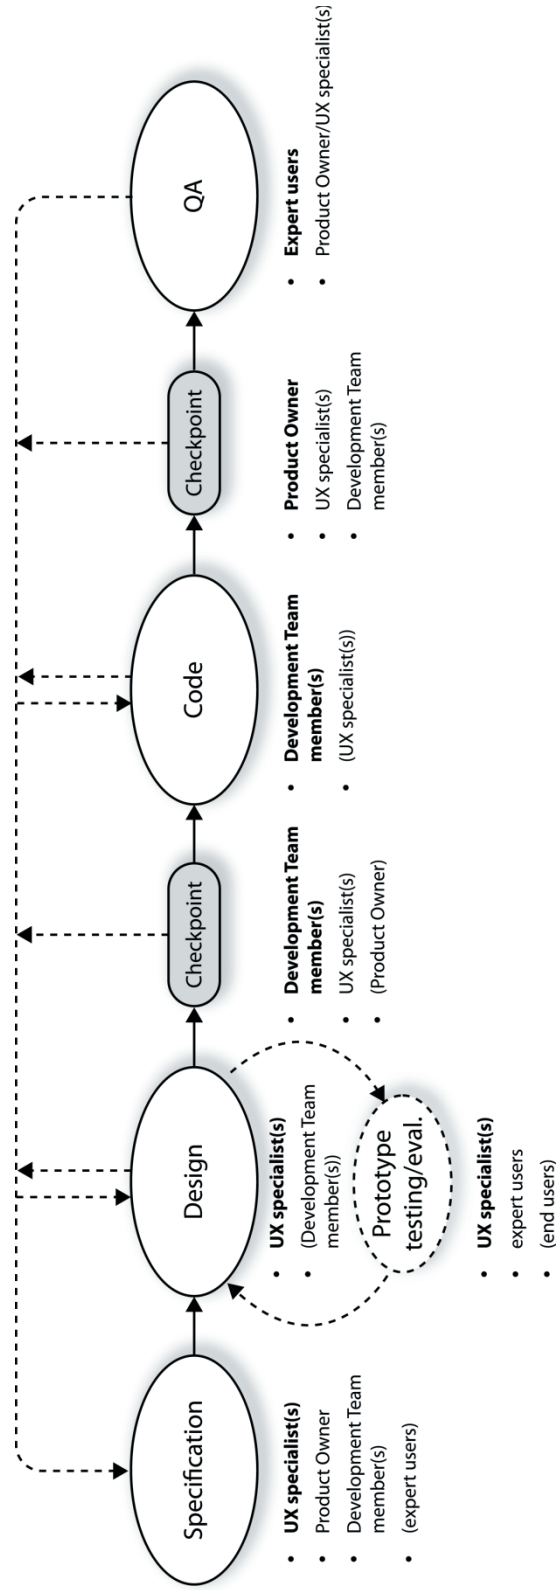 Specification
• UX specialist(s)
• Product Owner
• Development Team
member(s)
• (expert users)
Design
• UX specialist(s)
• (Development Team
member(s))
Prototype
testing/eval.
• UX specialist(s)
• expert users
• (end users)
Checkpoint
• Development Team
member(s)
• UX specialist(s)
• (Product Owner)
Code
• Development Team
member(s)
• (UX specialist(s))
Checkpoint
• Product Owner
• UX specialist(s)
• Development Team
member(s)
QA
• Expert users
• Product Owner/UX specialist(s)